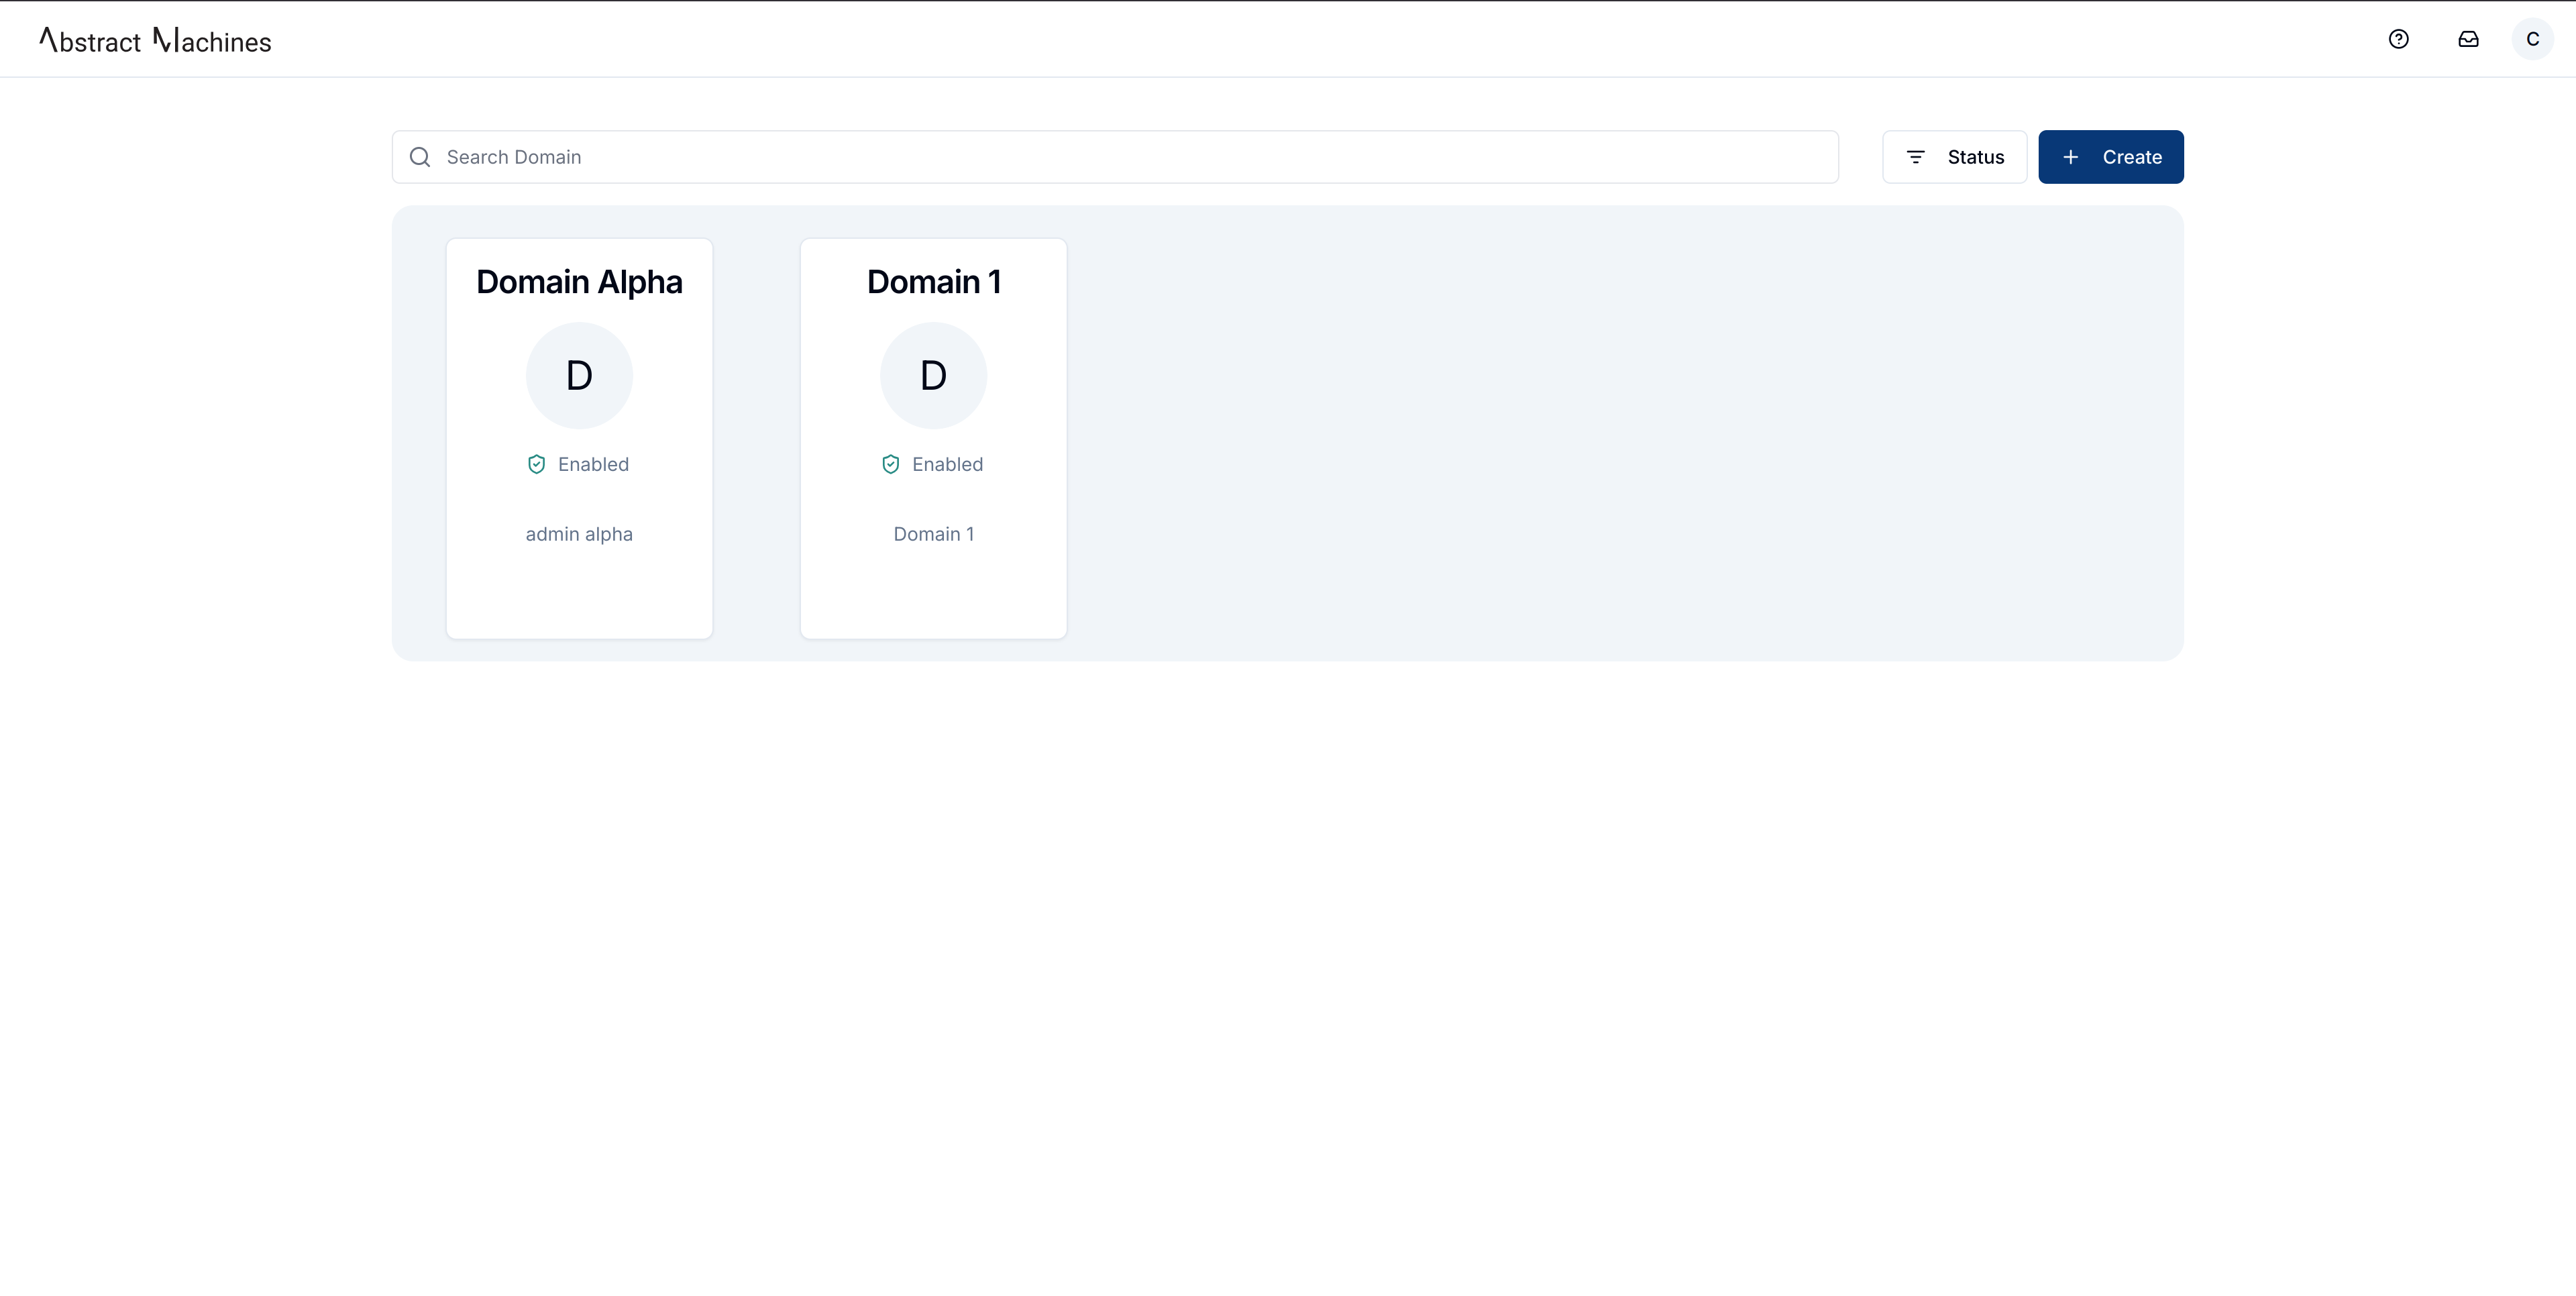 Abstract Machines
C
Search Domain
Status
Create
Domain Alpha
D
Enabled
admin alpha
Domain 1
D
Enabled
Domain 1